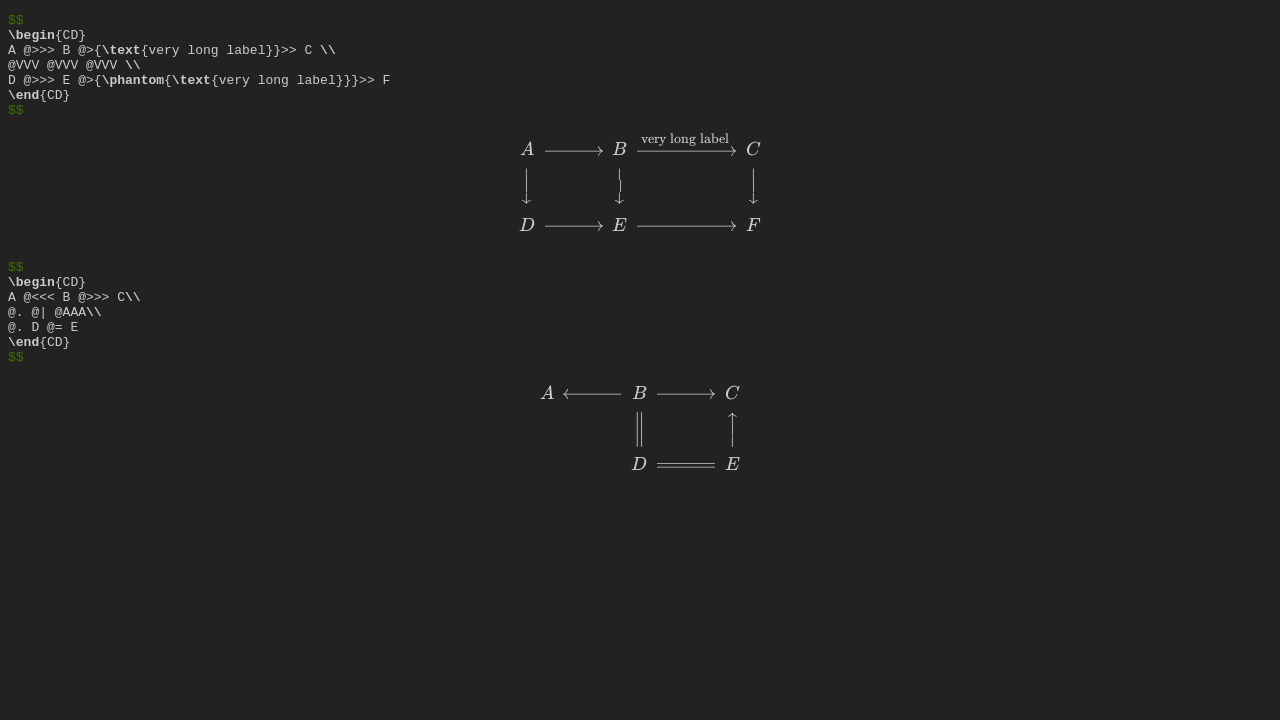 $$
\begin{CD}
A @>>> B @>{\text{very long label}}>> C \\
@VVV @VVV @VVV \\
D @>>> E @>{\phantom{\text{very long label}}}>> F
\end{CD}
$$
very long label
A B C
D E F
$$
\begin{CD}
A @<<< B @>>> C\\
@. @| @AAA\\
@. D @= E
\end{CD}
$$
A B C
D E